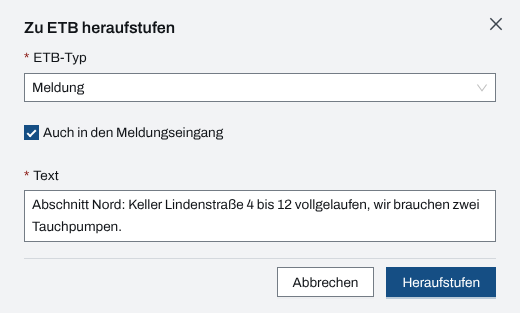 Zu ETB heraufstufen
* ETB-Typ
Meldung
Auch in den Meldungseingang
* Text
Abschnitt Nord: Keller Lindenstraße 4 bis 12 vollgelaufen, wir brauchen zwei
Tauchpumpen.
Abbrechen
Heraufstufen